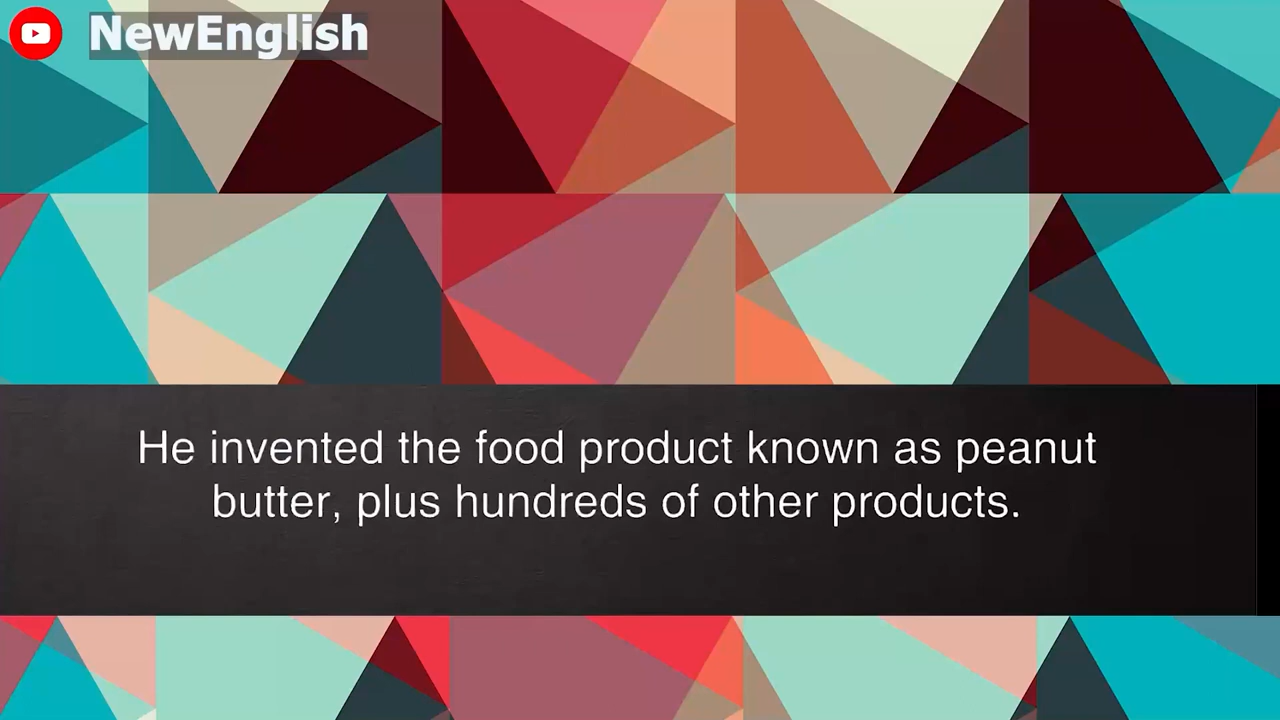 NewEnglish
He invented the food product known as peanut
butter, plus hundreds of other products.